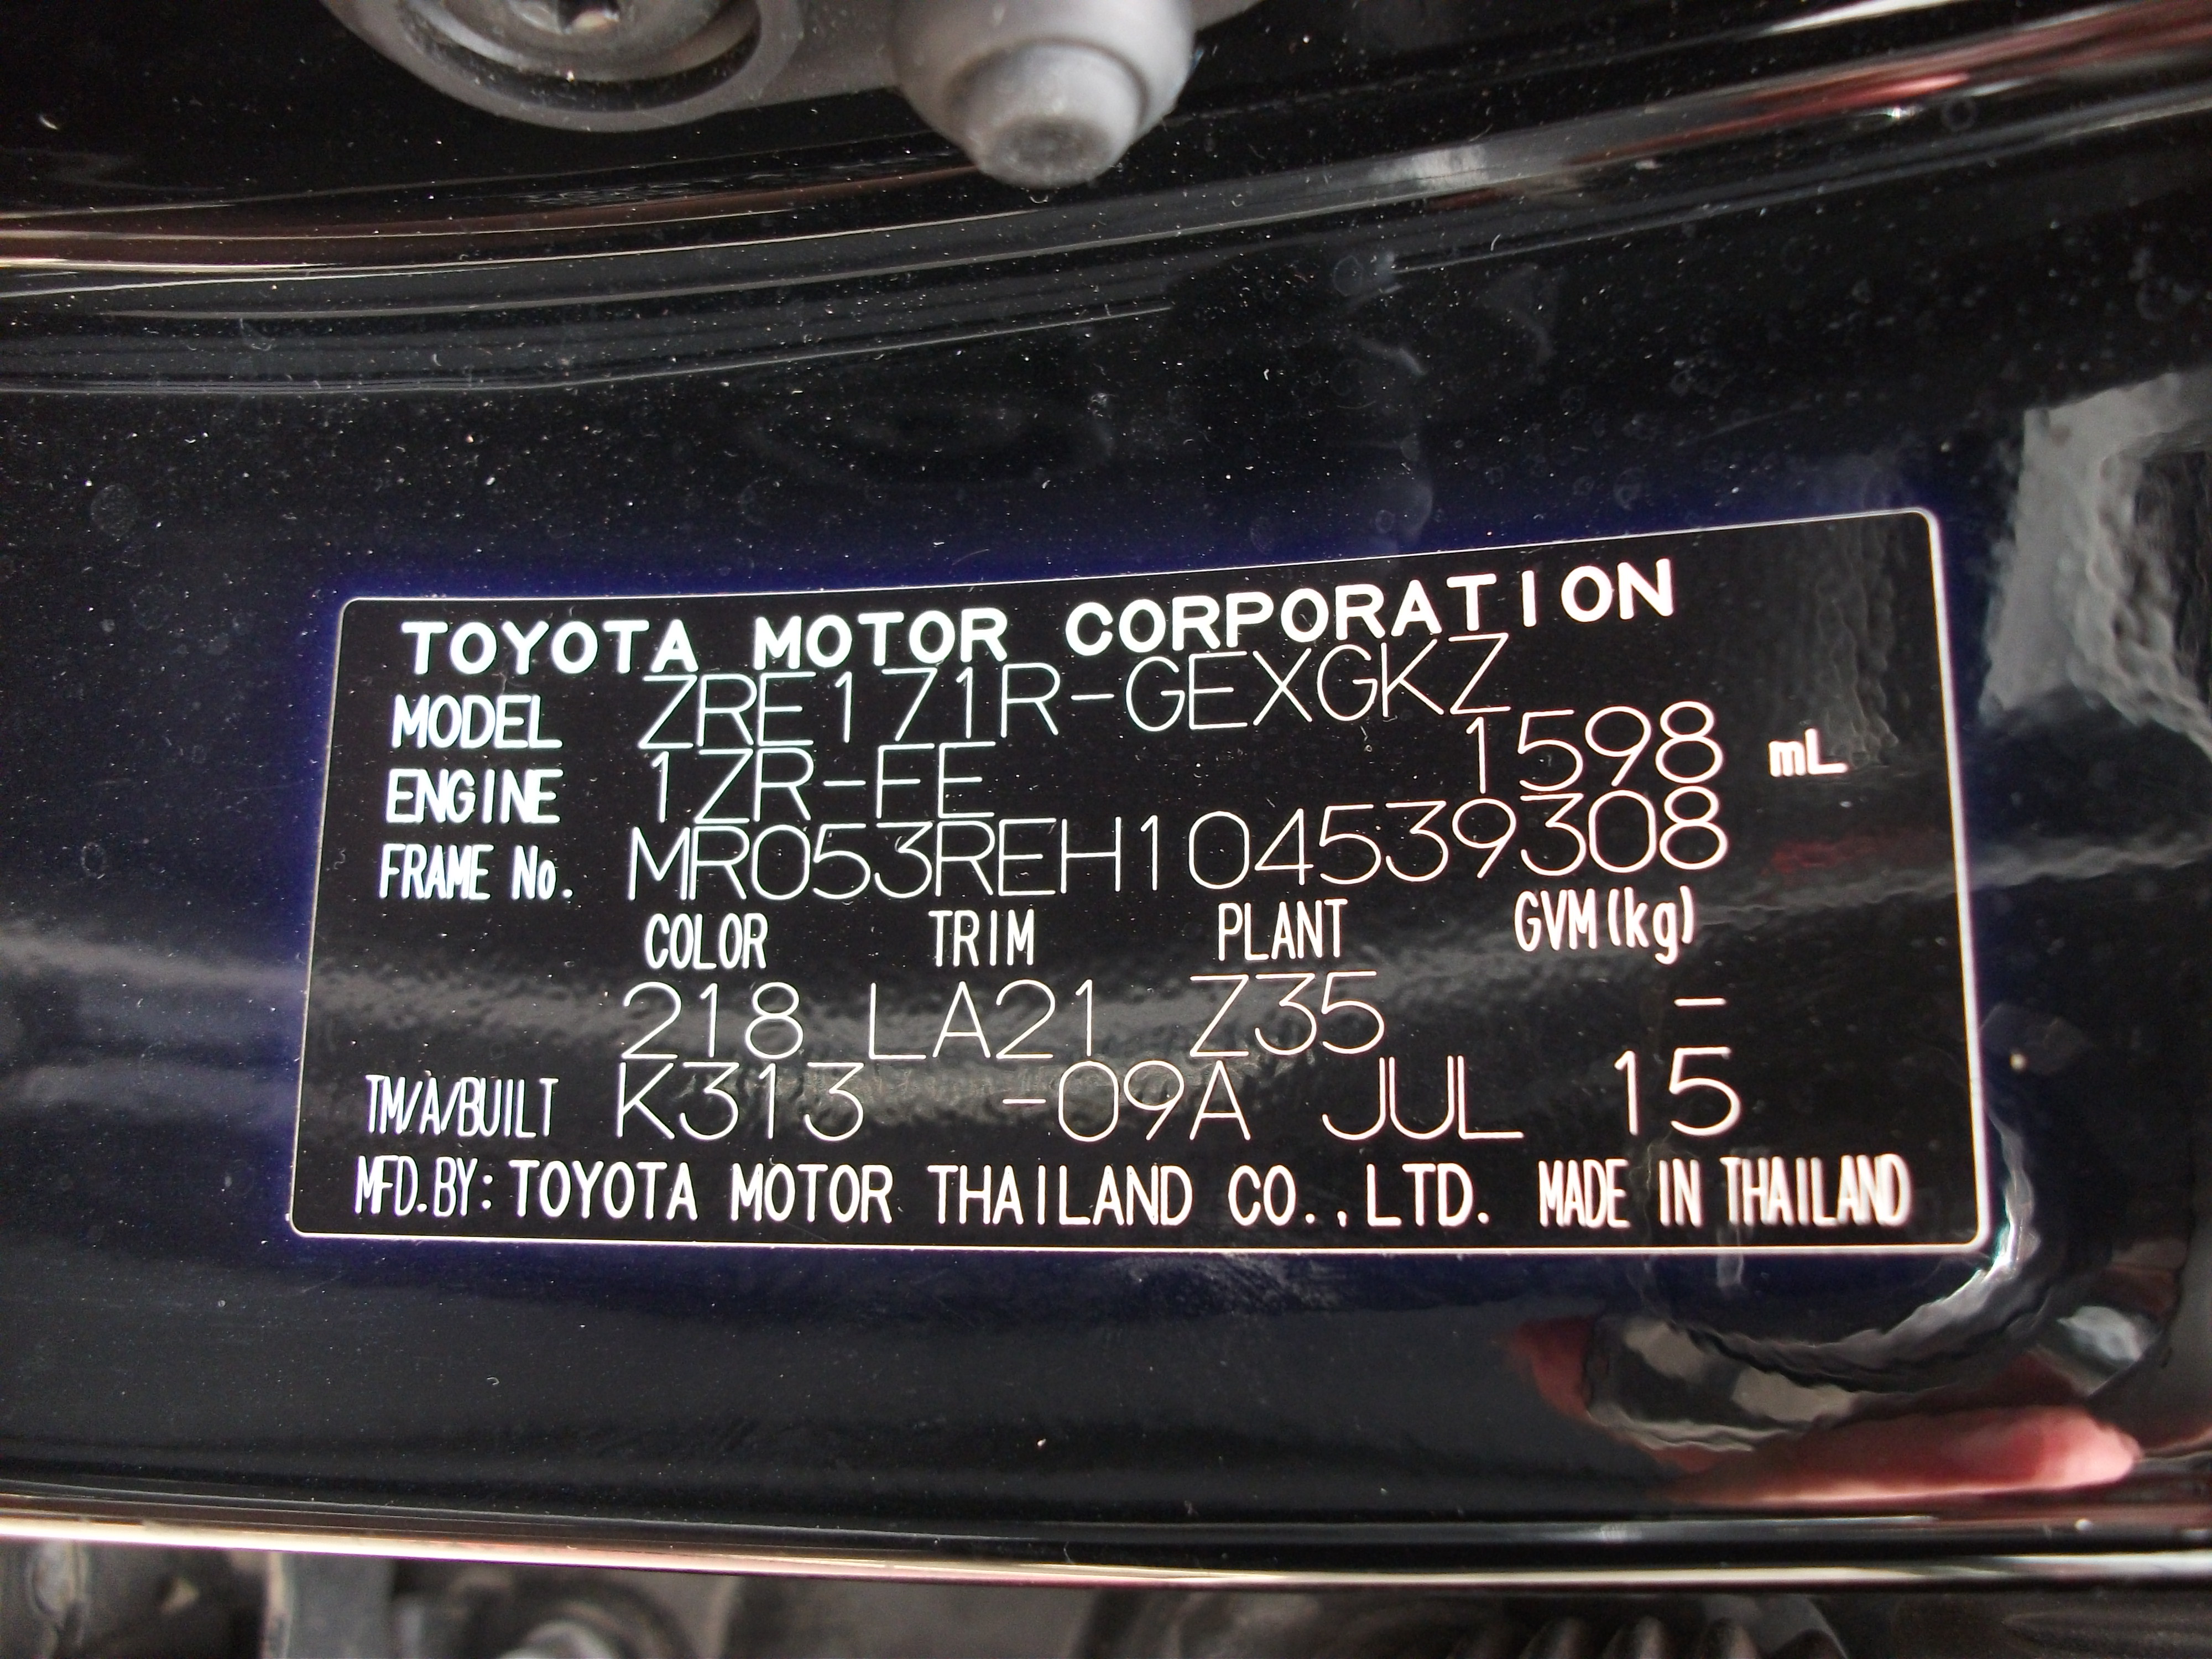 TOYOTA MOTOR CORPORATION
MODEL ZRE171R-GEXGKZ
ENGINE 1ZR-FE 1598 mL
FRAME No. MR053REH104539308
COLOR TRIM PLANT GVM(kg)
218 LA21 Z35 -
TM/A/BUILT K313 -09A JUL 15
MFD.BY: TOYOTA MOTOR THAILAND CO.,LTD. MADE IN THAILAND